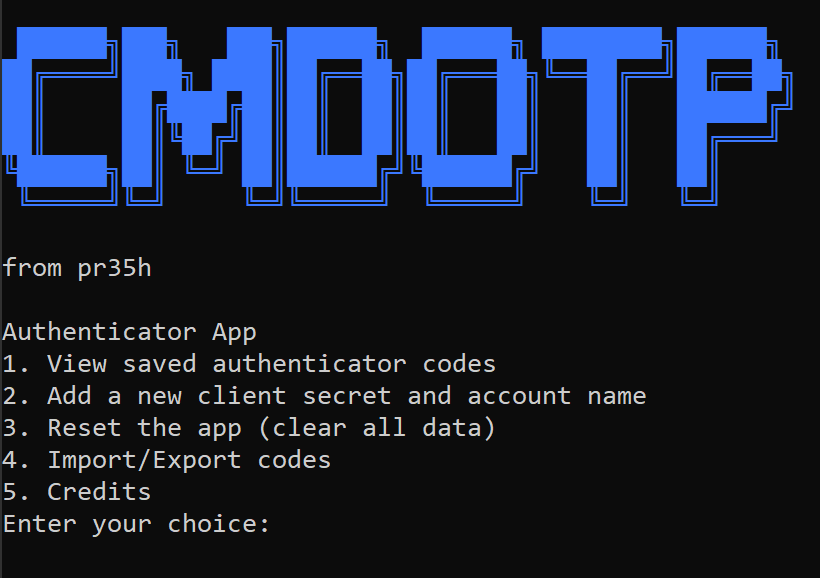 CMDOTP
from pr35h
Authenticator App
1. View saved authenticator codes
2. Add a new client secret and account name
3. Reset the app (clear all data)
4. Import/Export codes
5. Credits
Enter your choice: